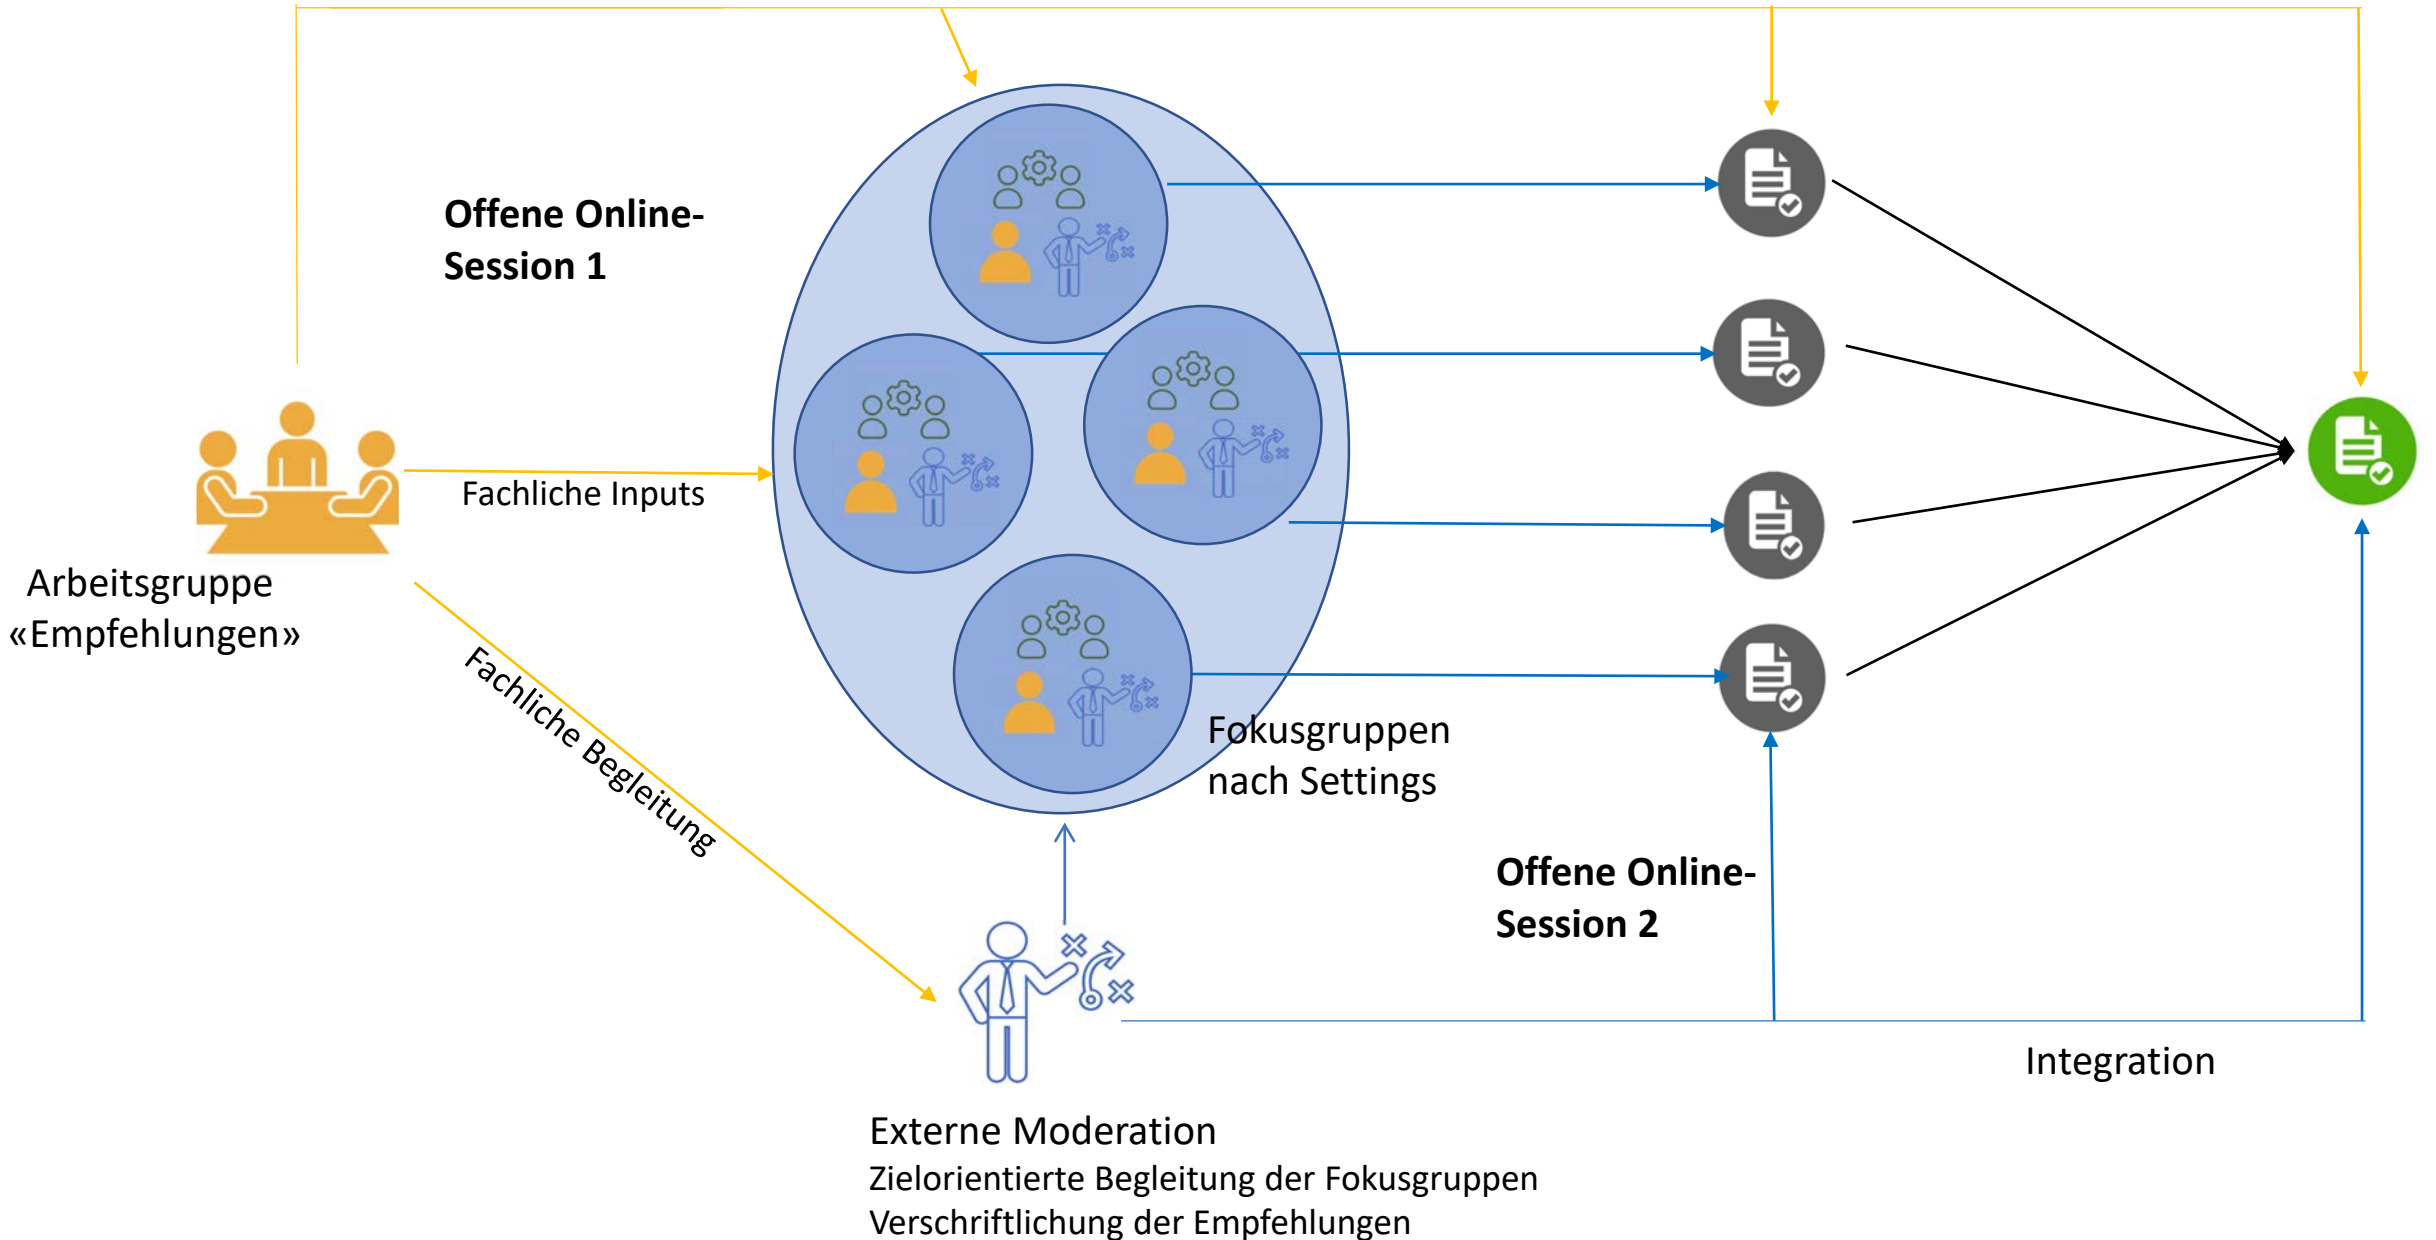 Offene Online-
Session 1
Fachliche Inputs
Arbeitsgruppe
«Empfehlungen»
Fachliche Begleitung
Fokusgruppen
nach Settings
Offene Online-
Session 2
Integration
Externe Moderation
Zielorientierte Begleitung der Fokusgruppen
Verschriftlichung der Empfehlungen